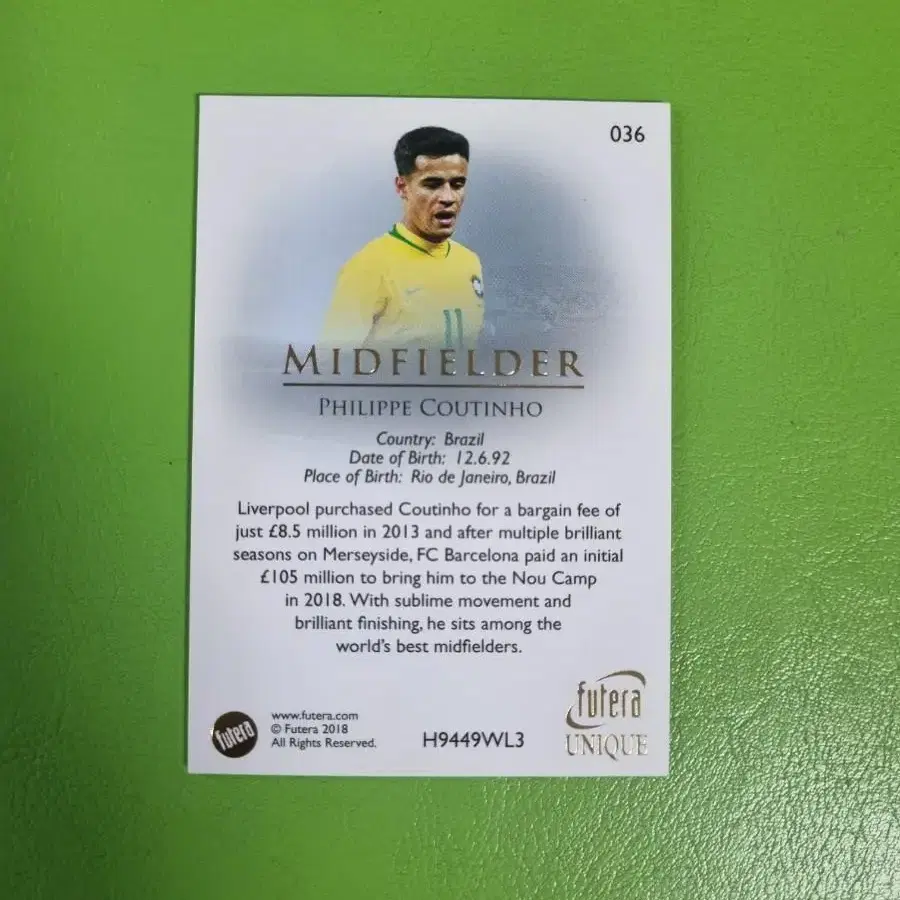 036
11
MIDFIELDER
PHILIPPE COUTINHO
Country: Brazil
Date of Birth: 12.6.92
Place of Birth: Rio de Janeiro, Brazil
Liverpool purchased Coutinho for a bargain fee of
just £8.5 million in 2013 and after multiple brilliant
seasons on Merseyside, FC Barcelona paid an initial
£105 million to bring him to the Nou Camp
in 2018. With sublime movement and
brilliant finishing, he sits among the
world's best midfielders.
futera
www.futera.com
© Futera 2018
All Rights Reserved.
H9449WL3
futera
UNIQUE